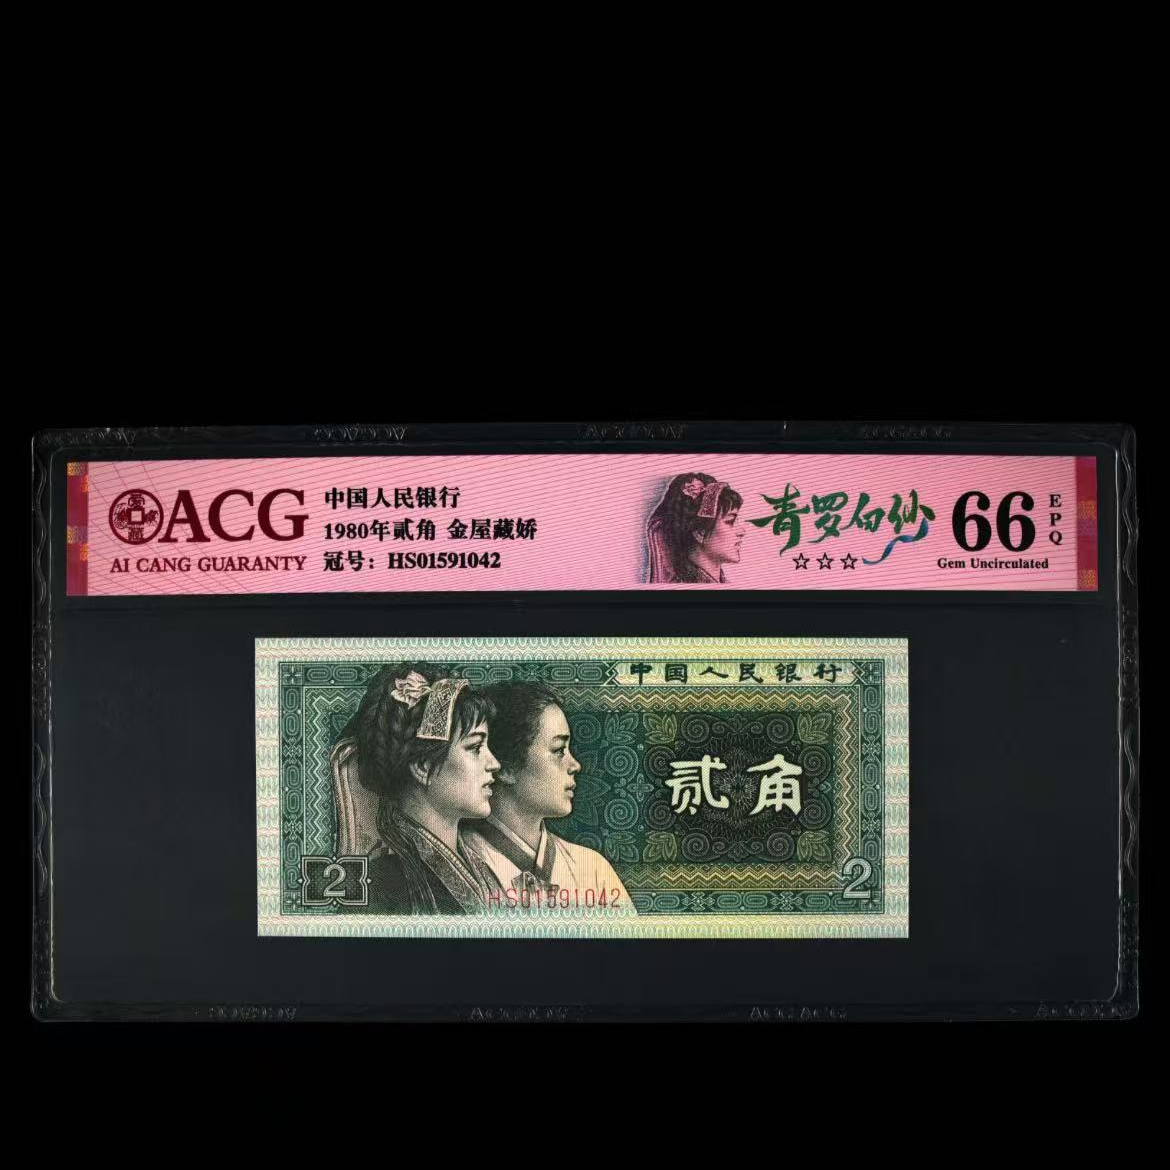 ACG
AI CANG GUARANTY
中国人民银行
1980年贰角 金屋藏娇
冠号：HS01591042
青罗白纱
☆☆☆
66
EPQ
Gem Uncirculated
中国人民银行
贰角
2
2
HS01591042